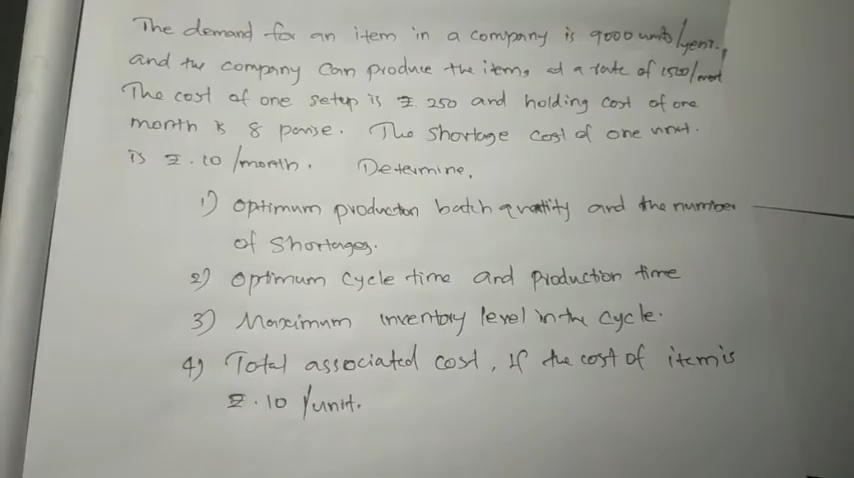 The demand for an item in a company is 9000 units/year.,
and the company can produce the item, at a rate of 1500/
The cost of one setup is ₹. 250 and holding cost of one
month is 8 paise. The shortage cost of one unit.
is ₹.10 /month. Determine,
1) Optimum production batch quantity and the number
of shortages.
2) Optimum cycle time and production time
3) Maximum inventory level in the cycle.
4) Total associated cost, If the cost of item is
₹.10 /unit.